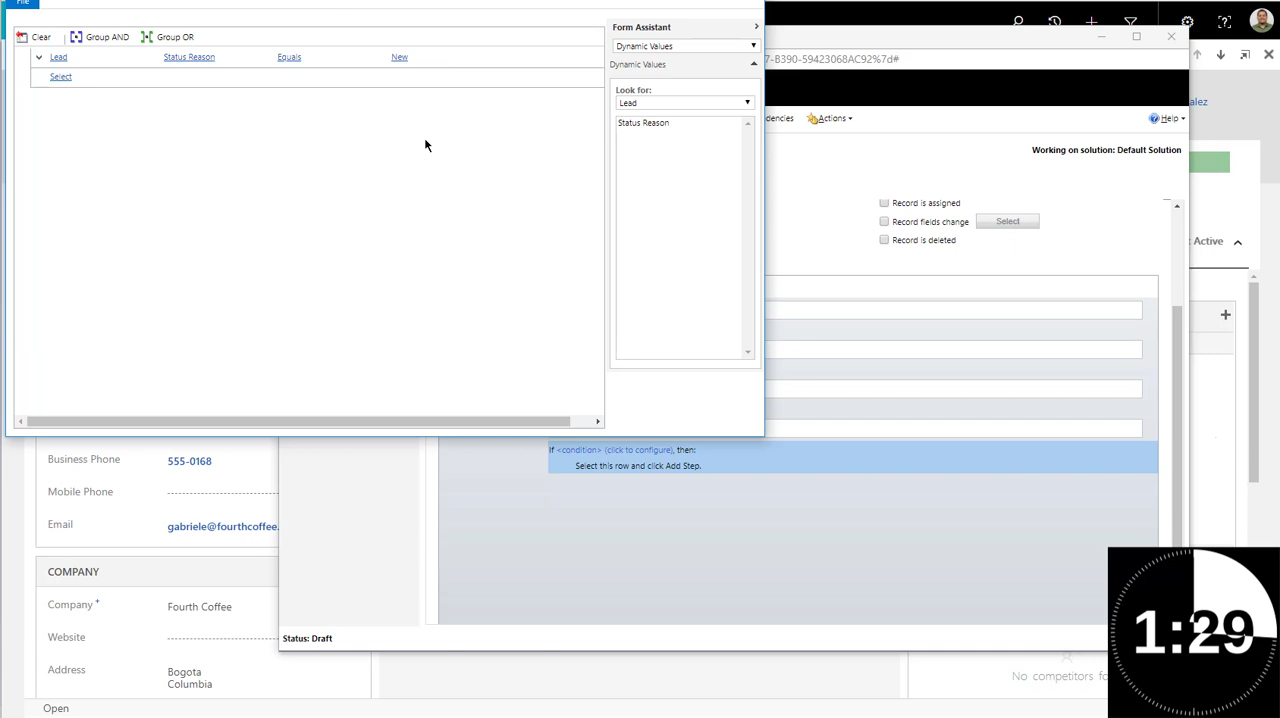 File
Clear
Group AND
Group OR
Lead
Status Reason
Equals
New
Select
Form Assistant
Dynamic Values
Dynamic Values
Look for:
Lead
Status Reason
7-B390-59423068AC92%7d#
dencies
Actions
Help
Working on solution: Default Solution
Record is assigned
Record fields change
Select
Record is deleted
If <condition> (click to configure), then:
Select this row and click Add Step.
Status: Draft
alez
Active
Business Phone
555-0168
Mobile Phone
Email
gabriele@fourthcoffee.
COMPANY
Company *
Fourth Coffee
Website
Address
Bogota
Columbia
No competitors fo
Open
1:29